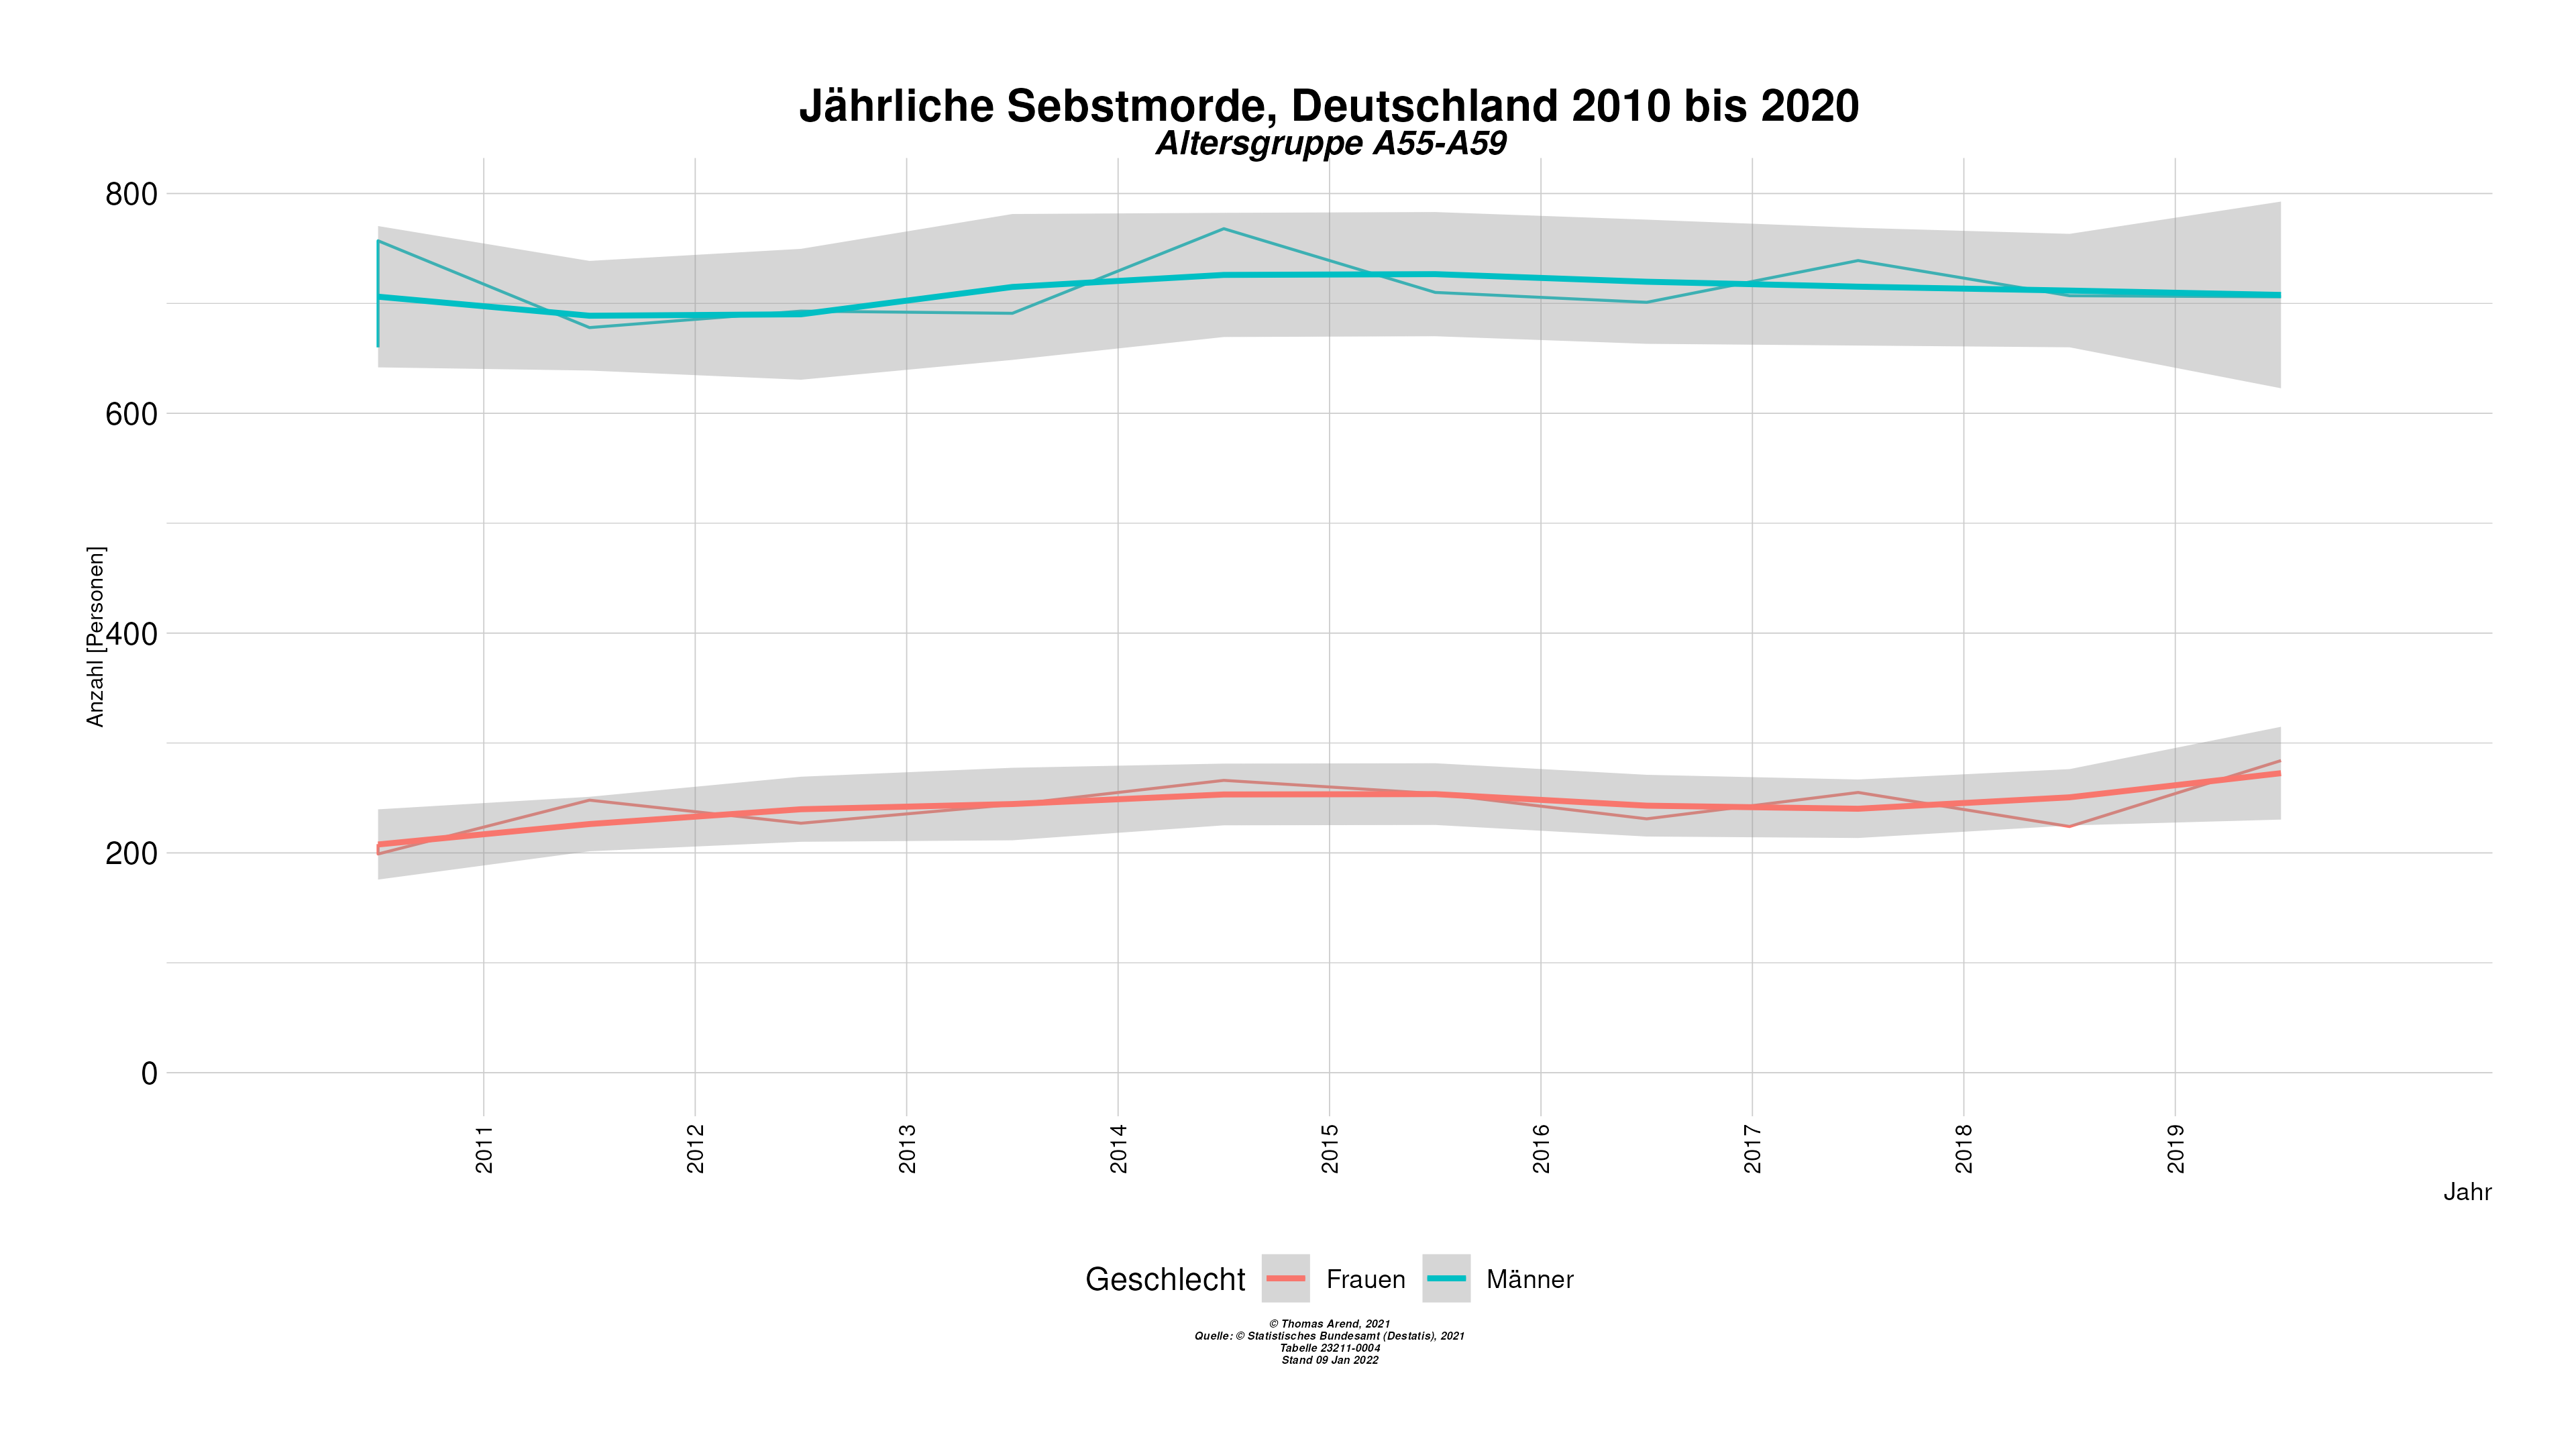 Jährliche Sebstmorde, Deutschland 2010 bis 2020
Altersgruppe A55-A59
800
600
400
200
0
Anzahl [Personen]
2011
2012
2013
2014
2015
2016
2017
2018
2019
Jahr
Geschlecht Frauen Männer
© Thomas Arend, 2021
Quelle: © Statistisches Bundesamt (Destatis), 2021
Tabelle 23211-0004
Stand 09 Jan 2022